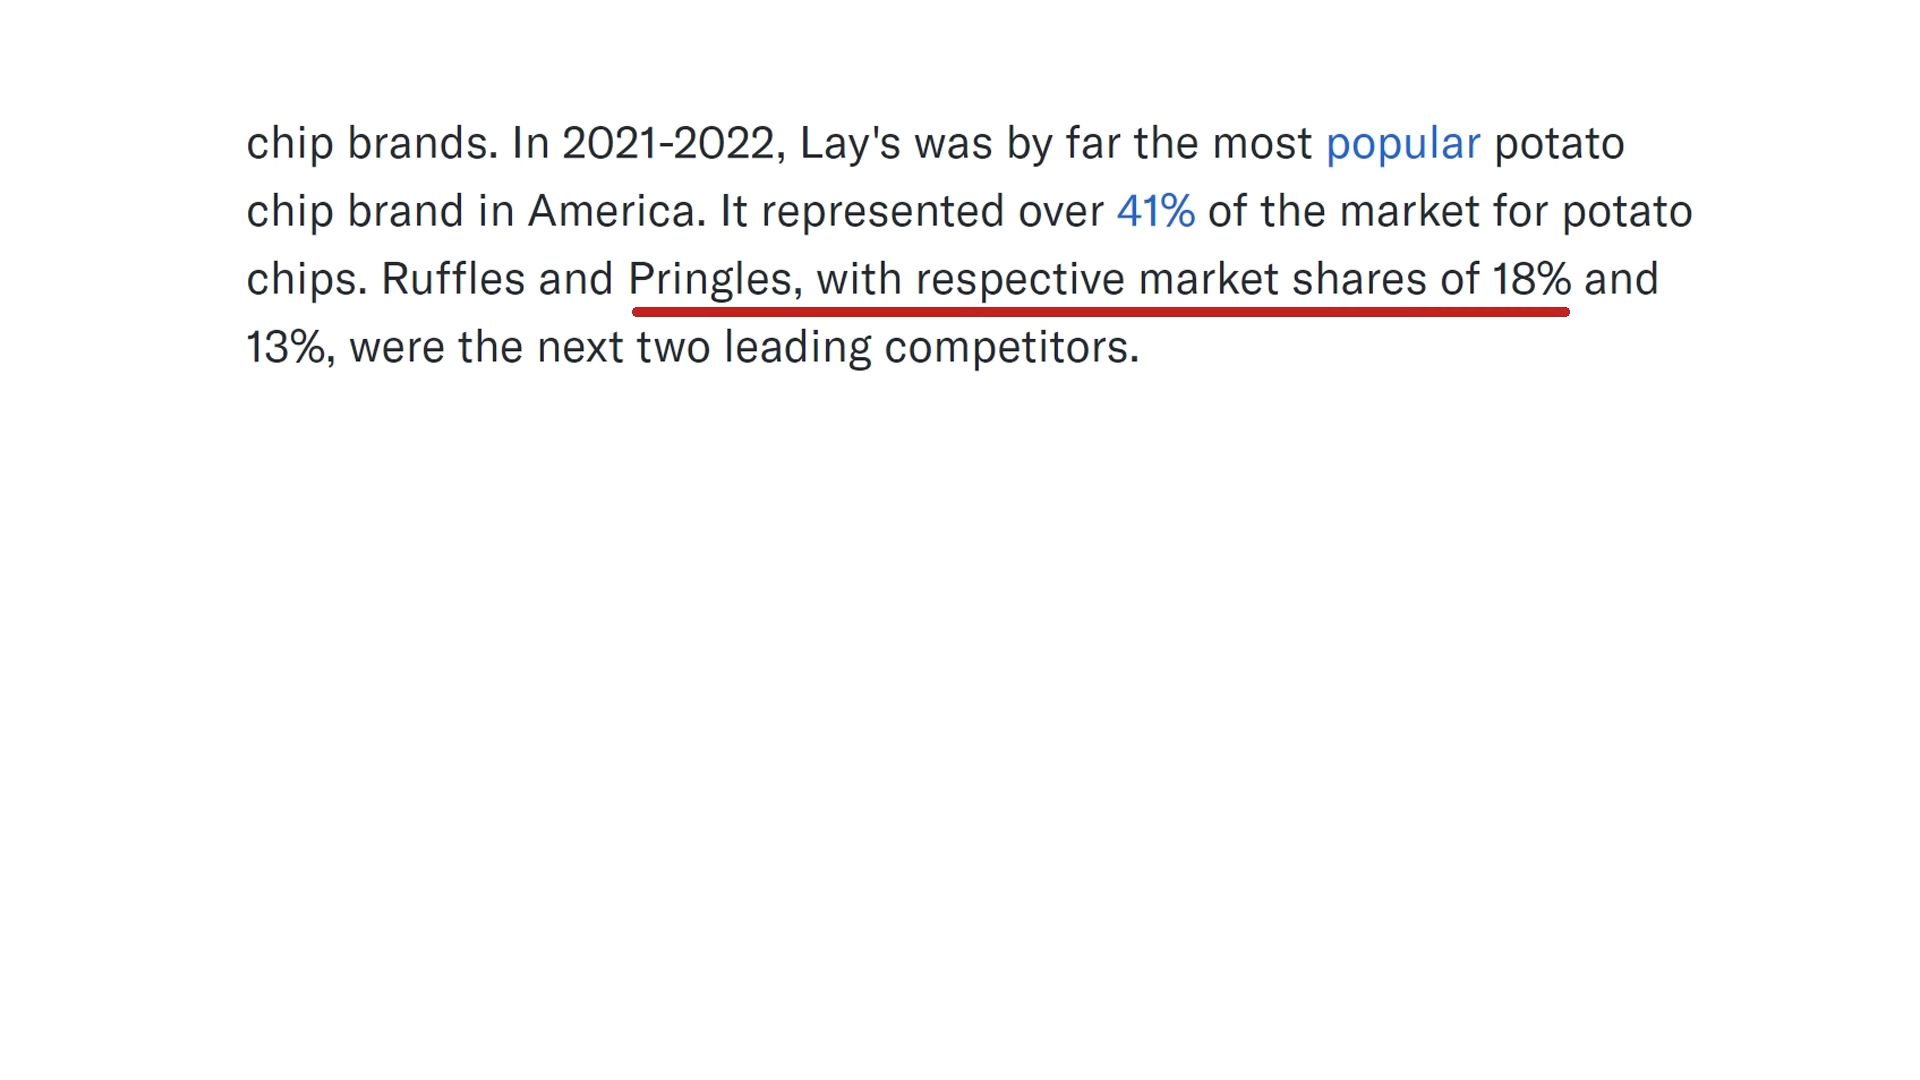 chip brands. In 2021-2022, Lay's was by far the most popular potato
chip brand in America. It represented over 41% of the market for potato
chips. Ruffles and Pringles, with respective market shares of 18% and
13%, were the next two leading competitors.